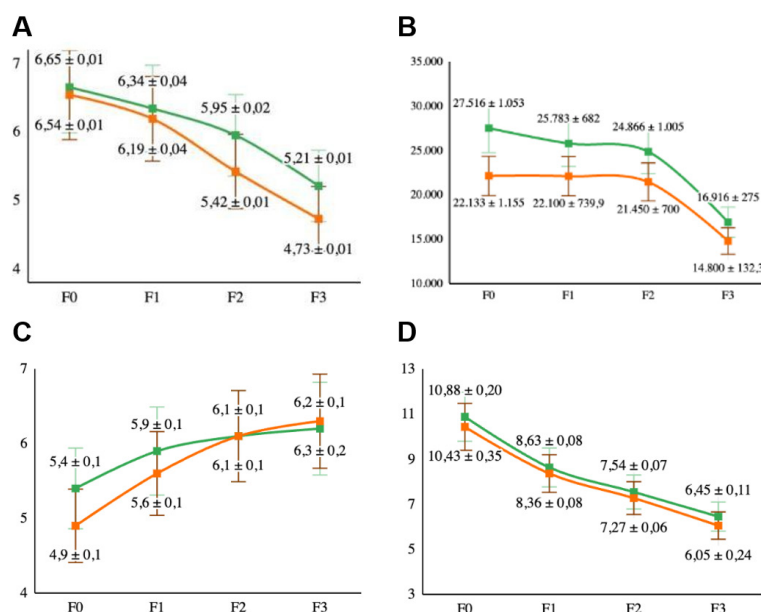 A
7
6
5
4
6,65 ± 0,01
6,34 ± 0,04
5,95 ± 0,02
5,21 ± 0,01
6,54 ± 0,01
6,19 ± 0,04
5,42 ± 0,01
4,73 ± 0,01
F0 F1 F2 F3
B
35.000
30.000
25.000
20.000
15.000
10.000
27.516 ± 1.053
25.783 ± 682
24.866 ± 1.005
16.916 ± 275
22.133 ± 1.155
22.100 ± 739,9
21.450 ± 700
14.800 ± 132,3
F0 F1 F2 F3
C
7
6
5
4
5,4 ± 0,1
5,9 ± 0,1
6,1 ± 0,1
6,2 ± 0,1
4,9 ± 0,1
5,6 ± 0,1
6,1 ± 0,1
6,3 ± 0,2
F0 F1 F2 F3
D
13
11
9
7
5
3
10,88 ± 0,20
8,63 ± 0,08
7,54 ± 0,07
6,45 ± 0,11
10,43 ± 0,35
8,36 ± 0,08
7,27 ± 0,06
6,05 ± 0,24
F0 F1 F2 F3